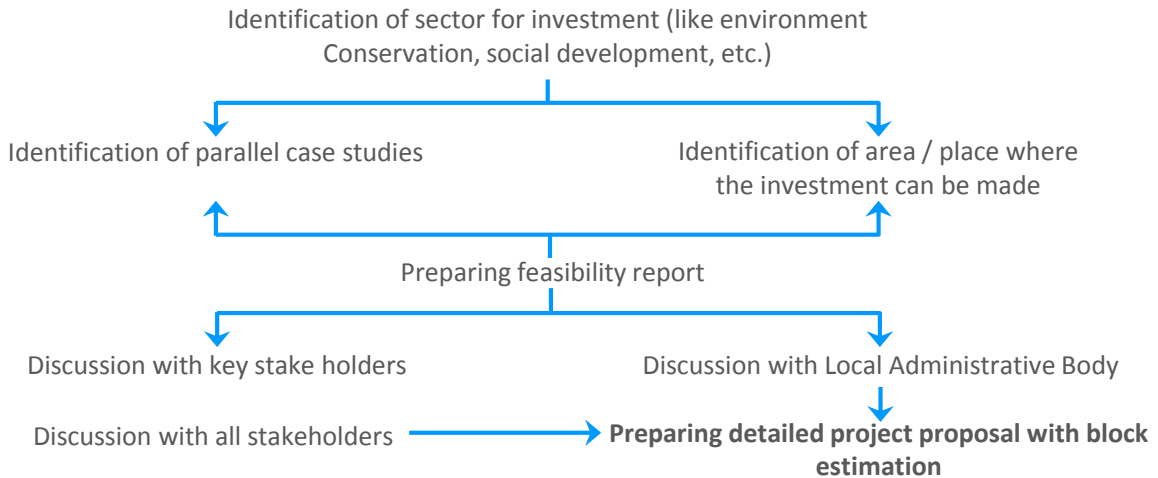 Identification of sector for investment (like environment
Conservation, social development, etc.)
Identification of parallel case studies
Identification of area / place where
the investment can be made
Preparing feasibility report
Discussion with key stake holders
Discussion with Local Administrative Body
Discussion with all stakeholders
Preparing detailed project proposal with block
estimation